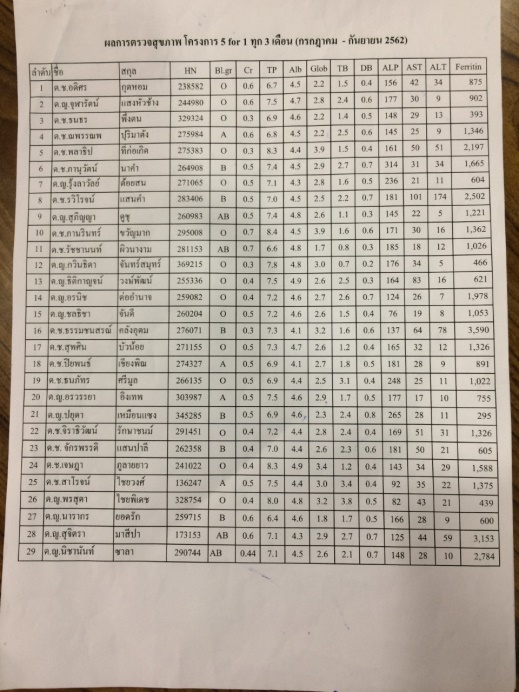 ผลการตรวจสุขภาพ โครงการ 5 for 1 ทุก 3 เดือน (กรกฎาคม - กันยายน 2562)
ลำดับ ชื่อ สกุล HN Bl.gr Cr TP Alb Glob TB DB ALP AST ALT Ferritin
1 ด.ช.อดิศร กุดหอม 238582 O 0.6 6.7 4.5 2.2 1.5 0.4 156 42 34 875
2 ด.ญ.จุฬารัตน์ แสงหัวช้าง 244980 O 0.6 7.5 4.7 2.8 2.4 0.6 177 30 9 902
3 ด.ช.ธนธร พึ่งตน 329324 O 0.3 6.9 4.6 2.2 1.4 0.5 148 29 13 393
4 ด.ช.ณพรรณพ ปุริมาตัง 275984 A 0.6 6.8 4.5 2.2 2.5 0.6 145 25 9 1,346
5 ด.ช.พลาธิป ทีก่อเกิด 275383 O 0.3 8.3 4.4 3.9 1.5 0.4 161 50 51 2,197
6 ด.ช.ภานุวัฒน์ นาคำ 264908 B 0.5 7.4 4.5 2.9 2.7 0.7 314 31 34 1,665
7 ด.ญ.รุ้งลาวัลย์ ด้อยสน 271065 O 0.5 7.1 4.3 2.8 1.6 0.5 236 21 11 604
8 ด.ช.รวีโรจน์ แสนคำ 283406 B 0.5 7.0 4.5 2.5 2.2 0.7 181 101 174 2,502
9 ด.ญ.สุภิญญา คูชุ 260983 AB 0.5 7.4 4.8 2.6 1.1 0.3 145 22 5 1,221
10 ด.ช.ภานรินทร์ ขวัญมาก 295008 O 0.7 8.4 4.5 3.9 1.6 0.6 171 30 16 1,362
11 ด.ช.รัชชานนท์ ผิวนางาม 281153 AB 0.7 6.6 4.8 1.7 0.8 0.3 185 18 12 1,026
12 ด.ญ.กวินธิดา จันทร์สมุทร์ 369215 O 0.3 7.8 4.8 3.0 0.7 0.2 176 34 5 466
13 ด.ญ.ธิติกาญจน์ วงษ์พัฒน์ 255336 O 0.4 7.5 4.9 2.6 2.5 0.3 164 83 16 621
14 ด.ญ.อรนิช ต่ออำนาจ 259082 O 0.4 7.2 4.6 2.7 2.6 0.7 124 26 7 1,978
15 ด.ญ.ชลธิชา จันดี 260204 O 0.5 7.2 4.6 2.6 1.5 0.4 76 19 8 1,053
16 ด.ช.ธรรมชนสรณ์ คลังกุดม 276071 B 0.3 7.3 4.1 3.2 1.6 0.6 137 64 78 3,590
17 ด.ช.สุพศิน บัวน้อย 271155 O 0.5 7.3 4.7 2.6 1.2 0.4 165 32 12 1,326
18 ด.ช.ปิยพนธ์ เชียงพิณ 274327 A 0.5 6.9 4.1 2.7 1.8 0.5 181 28 9 891
19 ด.ช.ธนภัทร ศรีมูล 266135 O 0.5 6.9 4.4 2.5 3.1 0.4 248 25 11 1,022
20 ด.ญ.อรวรรยา อิงเทพ 303987 A 0.5 7.5 4.6 2.9 1.7 0.5 177 17 10 755
21 ด.ญ.ปยุดา เหมือนแซง 345285 B 0.5 6.9 4.6 2.3 2.4 0.8 265 28 11 295
22 ด.ช.จิราธิวัฒน์ รักษาชนม์ 291451 O 0.4 7.2 4.4 2.8 2.4 0.4 169 51 31 1,326
23 ด.ช. จักรพรรดิ แสนปาลี 262358 B 0.4 7.0 4.4 2.6 2.3 0.6 181 50 21 605
24 ด.ช.เจษฎา ภูลายยาว 241022 O 0.4 8.3 4.9 3.4 1.2 0.4 143 34 29 1,588
25 ด.ช.สาโรจน์ ไชยวงศ์ 136247 A 0.5 7.5 4.4 3.0 3.4 0.4 92 35 22 1,375
26 ด.ญ.พรสุดา ไชยพิเดช 328754 O 0.4 8.0 4.8 3.2 3.8 0.5 82 43 21 439
27 ด.ญ.นารากร ยอดรัก 259715 B 0.6 6.4 4.6 1.8 1.7 0.5 166 28 9 600
28 ด.ญ.สุจิตรา มาสีปา 173153 AB 0.6 7.1 4.3 2.9 2.7 0.7 125 44 59 3,153
29 ด.ญ.นิชานันท์ ซาลา 290744 AB 0.44 7.1 4.5 2.6 2.1 0.7 148 28 10 2,784